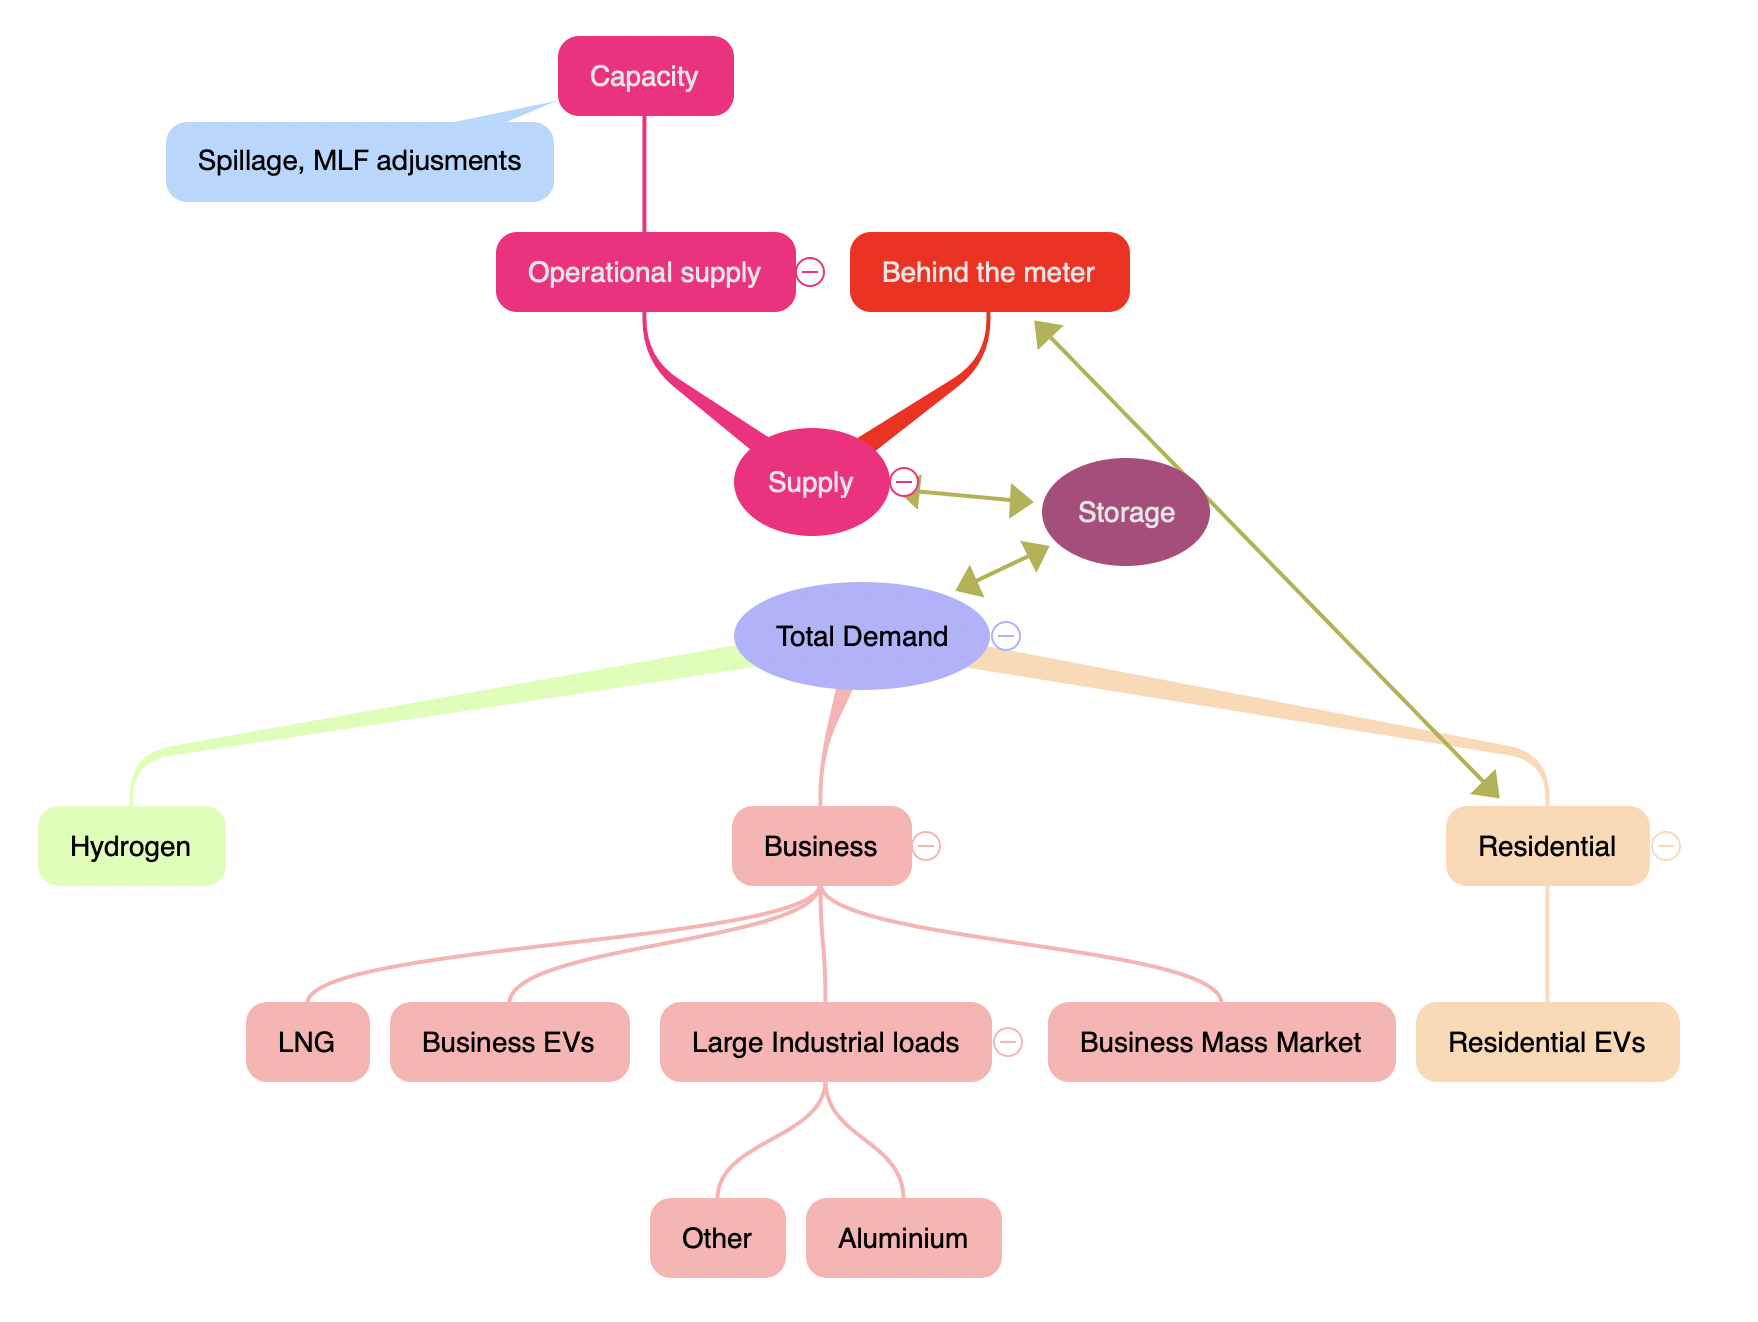 Capacity
Spillage, MLF adjusments
Operational supply
Behind the meter
Supply
Storage
Total Demand
Hydrogen
Business
Residential
LNG
Business EVs
Large Industrial loads
Business Mass Market
Residential EVs
Other
Aluminium